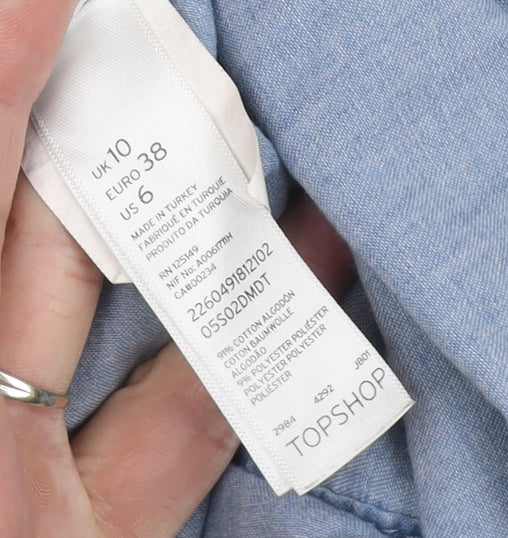 UK 10
EURO 38
US 6
MADE IN TURKEY
FABRIQUÉ EN TURQUIE
PRODUTO DA TURQUIA
RN 125149
NIF No: A0061711H
CA#00234
2260491812102
05S02DMDT
91% COTTON ALGODÓN
COTON BAUMWOLLE
ALGODÃO
9% POLYESTER POLIÉSTER
POLYESTER POLYESTER
POLIÉSTER
2984 4292 JB01
TOPSHOP